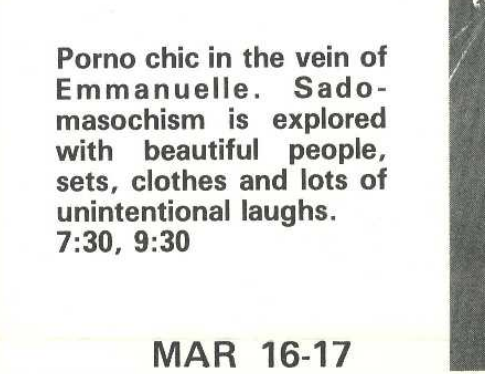 Porno chic in the vein of
Emmanuelle. Sado-
masochism is explored
with beautiful people,
sets, clothes and lots of
unintentional laughs.
7:30, 9:30
MAR 16-17